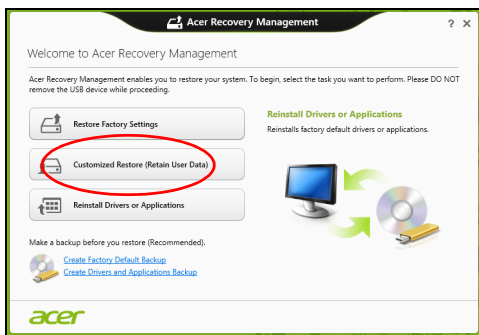 Acer Recovery Management
? X
Welcome to Acer Recovery Management
Acer Recovery Management enables you to restore your system. To begin, select the task you want to perform. Please DO NOT
remove the USB device while proceeding.
Restore Factory Settings
Customized Restore (Retain User Data)
Reinstall Drivers or Applications
Reinstall Drivers or Applications
Reinstalls factory default drivers or applications.
Make a backup before you restore (Recommended).
Create Factory Default Backup
Create Drivers and Applications Backup
acer